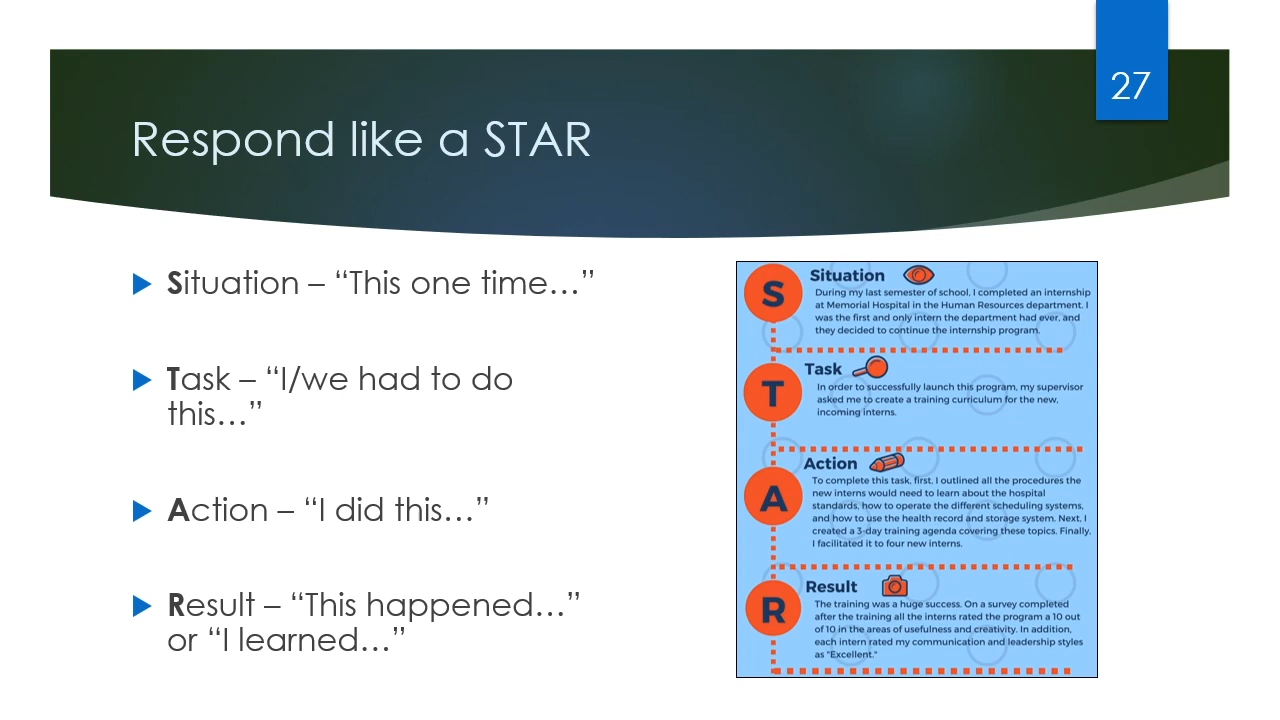 27
Respond like a STAR
Situation – “This one time…”
Task – “I/we had to do
this…”
Action – “I did this…”
Result – “This happened…”
or “I learned…”
S
Situation
During my last semester of school, I completed an internship
at Memorial Hospital in the Human Resources department. I
was the first and only intern the department had ever, and
they decided to continue the internship program.
T
Task
In order to successfully launch this program, my supervisor
asked me to create a training curriculum for the new,
incoming interns.
A
Action
To complete this task, first, I outlined all the procedures the
new interns would need to learn about the hospital
standards, how to operate the different scheduling systems,
and how to use the health record and storage system. Next, I
created a 3-day training agenda covering these topics. Finally,
I facilitated it to four new interns.
R
Result
The training was a huge success. On a survey completed
after the training all the interns rated the program a 10 out
of 10 in the areas of usefulness and creativity. In addition,
each intern rated my communication and leadership styles
as "Excellent."